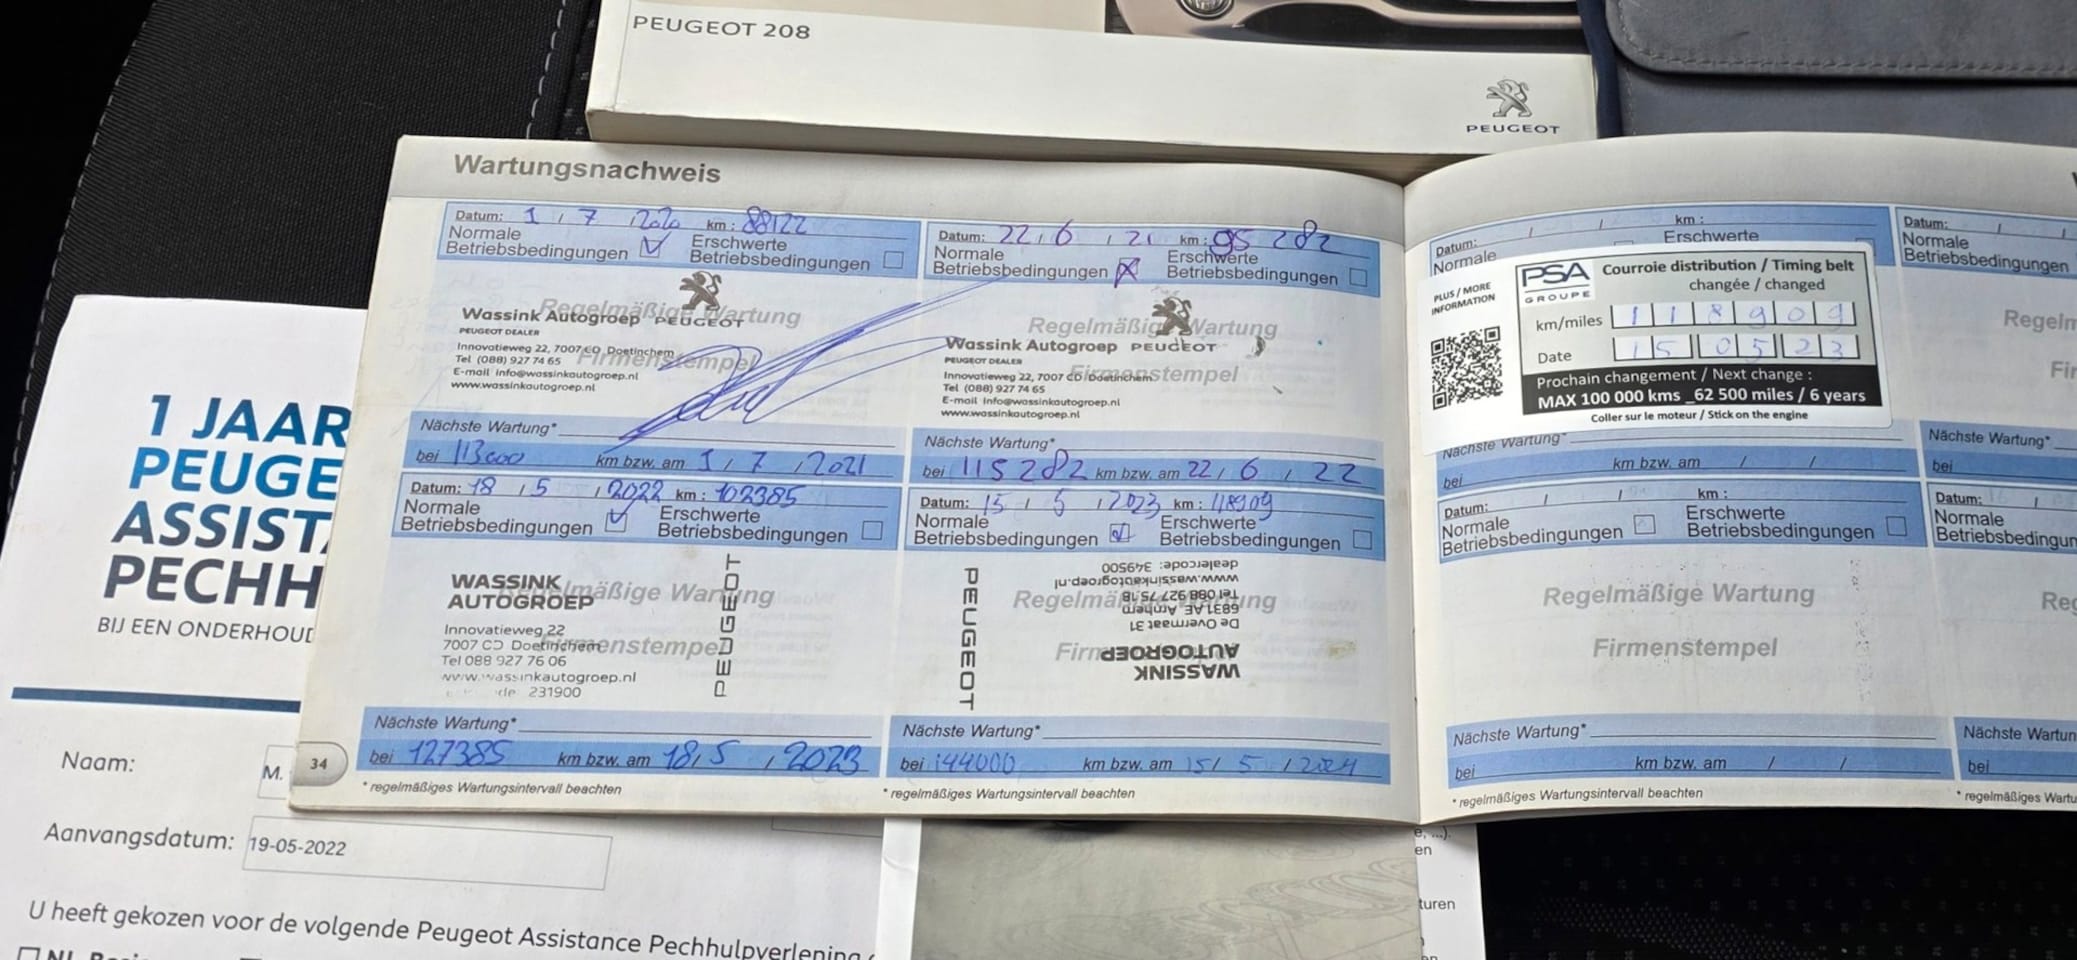 PEUGEOT 208
PEUGEOT
Wartungsnachweis
Datum: 1 / 7 / 2020 km: 88122
Normale
Betriebsbedingungen
Erschwerte
Betriebsbedingungen
Regelmäßige Wartung
Firmenstempel
Wassink Autogroep PEUGEOT
PEUGEOT DEALER
Innovatieweg 22, 7007 CD Doetinchem
Tel (088) 927 74 65
E-mail info@wassinkautogroep.nl
www.wassinkautogroep.nl
Nächste Wartung*
bei 113000 km bzw. am 1 / 7 / 2021
Datum: 22 / 6 / 21 km: 95 282
Normale
Betriebsbedingungen
Erschwerte
Betriebsbedingungen
Regelmäßige Wartung
Firmenstempel
Wassink Autogroep PEUGEOT
PEUGEOT DEALER
Innovatieweg 22, 7007 CD Doetinchem
Tel (088) 927 74 65
E-mail info@wassinkautogroep.nl
www.wassinkautogroep.nl
Nächste Wartung*
bei 115282 km bzw. am 22 / 6 / 22
Datum: 18 / 5 / 2022 km: 102385
Normale
Betriebsbedingungen
Erschwerte
Betriebsbedingungen
Regelmäßige Wartung
Firmenstempel
WASSINK
AUTOGROEP
Innovatieweg 22
7007 CD Doetinchem
Tel 088 927 76 06
www.wassinkautogroep.nl
231900
PEUGEOT
Nächste Wartung*
bei 127385 km bzw. am 18 / 5 / 2023
* regelmäßiges Wartungsintervall beachten
34
Datum: 15 / 5 / 2023 km: 118909
Normale
Betriebsbedingungen
Erschwerte
Betriebsbedingungen
Regelmäßige Wartung
Firmenstempel
WASSINK
AUTOGROEP
De Overmaat 31
6831 AE Arnhem
Tel 088 927 75 18
www.wassinkautogroep.nl
dealercode: 349500
PEUGEOT
Nächste Wartung*
bei 144000 km bzw. am 15 / 5 / 2024
* regelmäßiges Wartungsintervall beachten
Datum: / / km:
Normale
Erschwerte
PLUS / MORE
INFORMATION
PSA
GROUPE
Courroie distribution / Timing belt
changée / changed
km/miles 118909
Date 15 05 23
Prochain changement / Next change :
MAX 100 000 kms _62 500 miles / 6 years
Coller sur le moteur / Stick on the engine
Nächste Wartung*
bei km bzw. am / /
Datum: / / km:
Normale
Betriebsbedingungen
Erschwerte
Betriebsbedingungen
Regelmäßige Wartung
Firmenstempel
Nächste Wartung*
bei km bzw. am / /
* regelmäßiges Wartungsintervall beachten
Datum: / /
Normale
Betriebsbedingungen
Regelm
Fir
Nächste Wartung*
bei
Datum: /
Normale
Betriebsbedingun
Reg
Nächste Wartun
bei
* regelmäßiges Wartu
1 JAAR
PEUGE
ASSIST
PECHH
BIJ EEN ONDERHOUD
Naam: M.
Aanvangsdatum: 19-05-2022
U heeft gekozen voor de volgende Peugeot Assistance Pechhulpverlening
e, ...).
en
turen